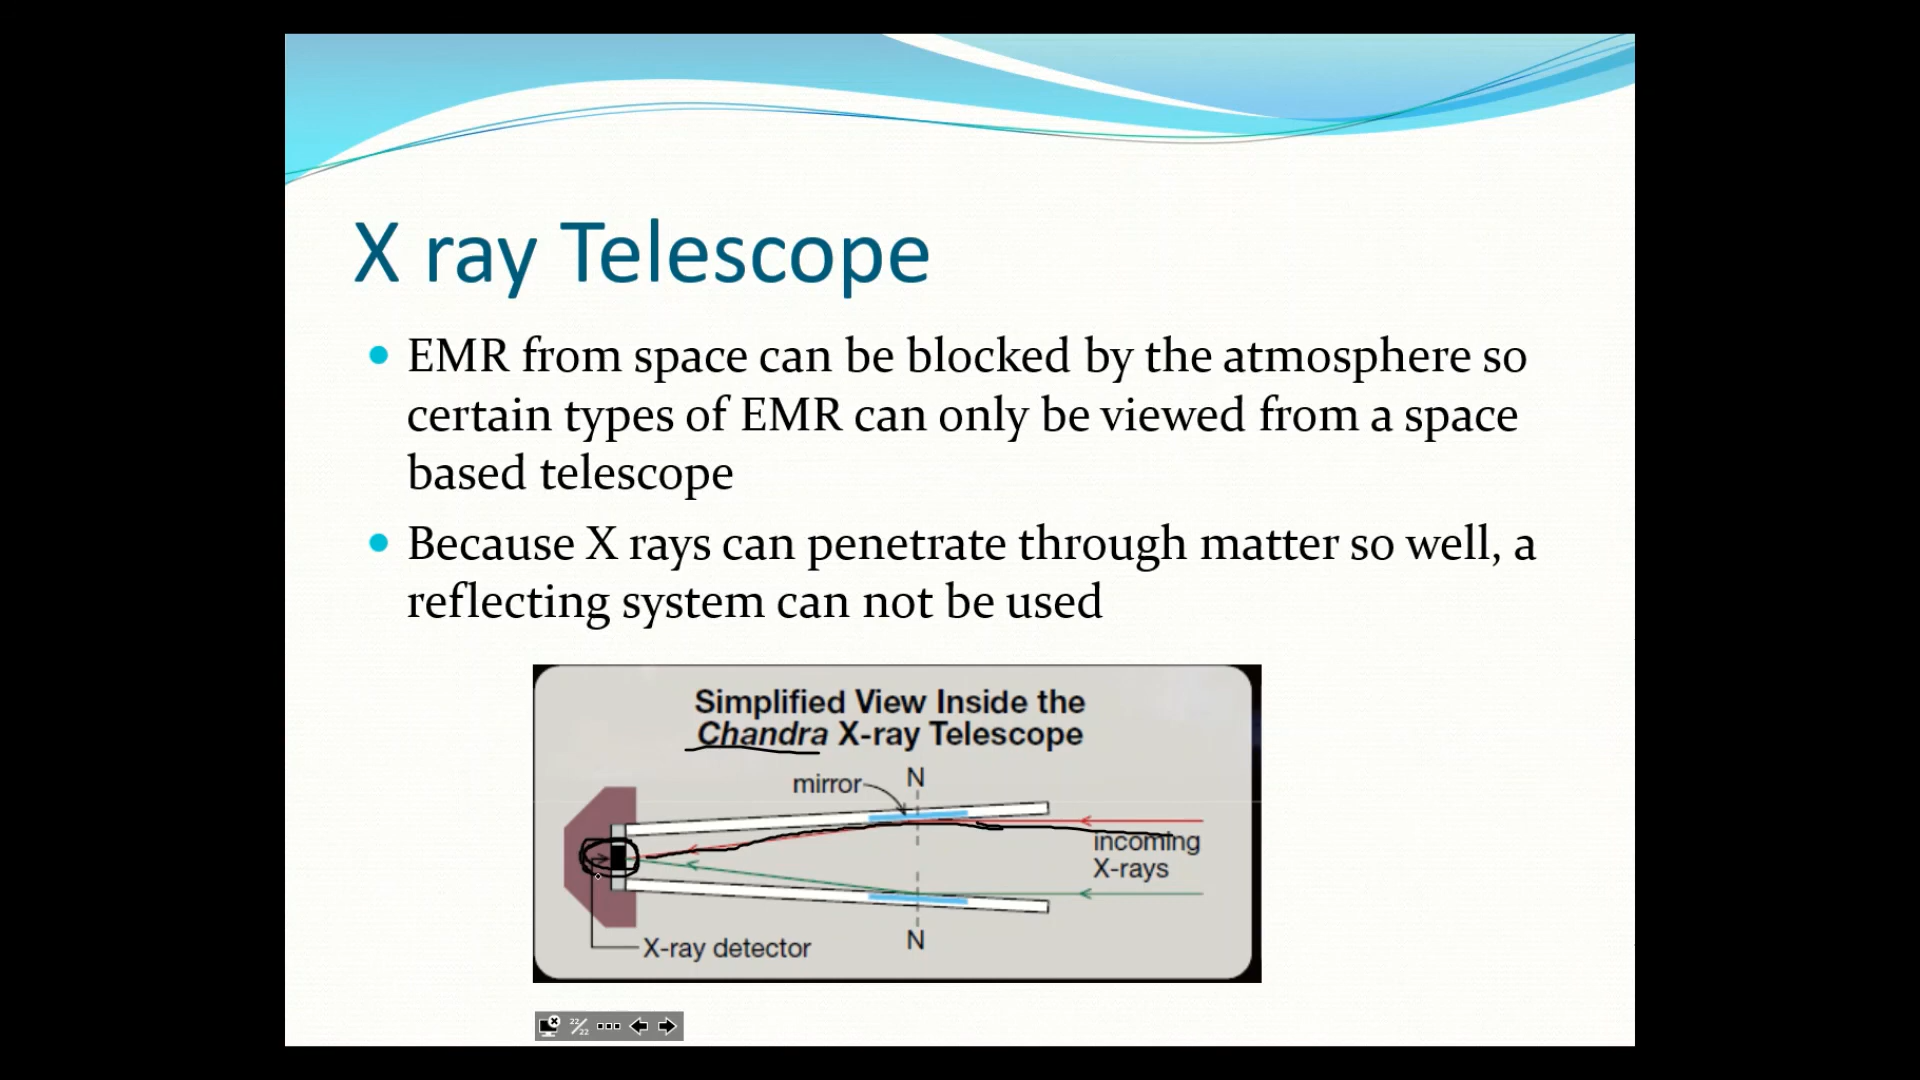 X ray Telescope
EMR from space can be blocked by the atmosphere so
certain types of EMR can only be viewed from a space
based telescope
Because X rays can penetrate through matter so well, a
reflecting system can not be used
Simplified View Inside the
Chandra X-ray Telescope
mirror
N
incoming
X-rays
N
X-ray detector
22/22